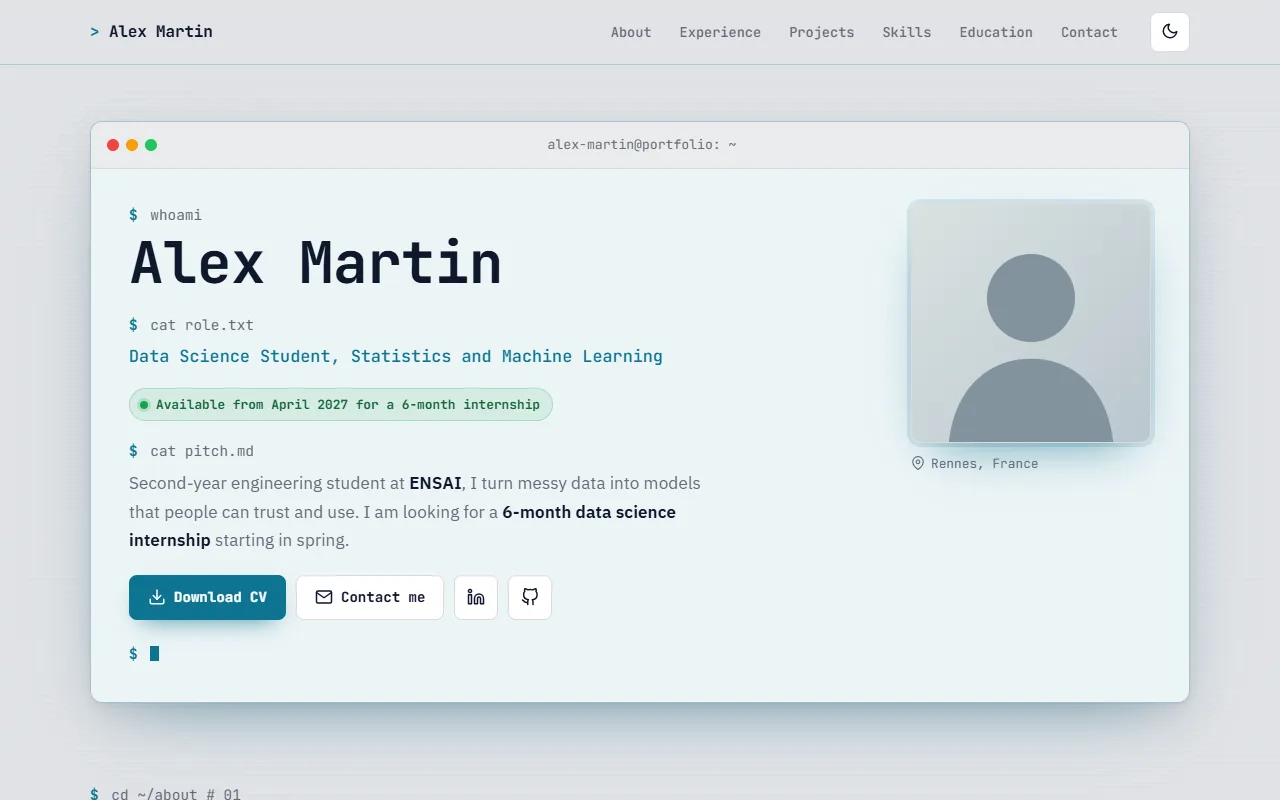 > Alex Martin
About Experience Projects Skills Education Contact
alex-martin@portfolio: ~
$ whoami
Alex Martin
$ cat role.txt
Data Science Student, Statistics and Machine Learning
Available from April 2027 for a 6-month internship
$ cat pitch.md
Second-year engineering student at ENSAI, I turn messy data into models
that people can trust and use. I am looking for a 6-month data science
internship starting in spring.
Download CV Contact me
$
Rennes, France
$ cd ~/about # 01